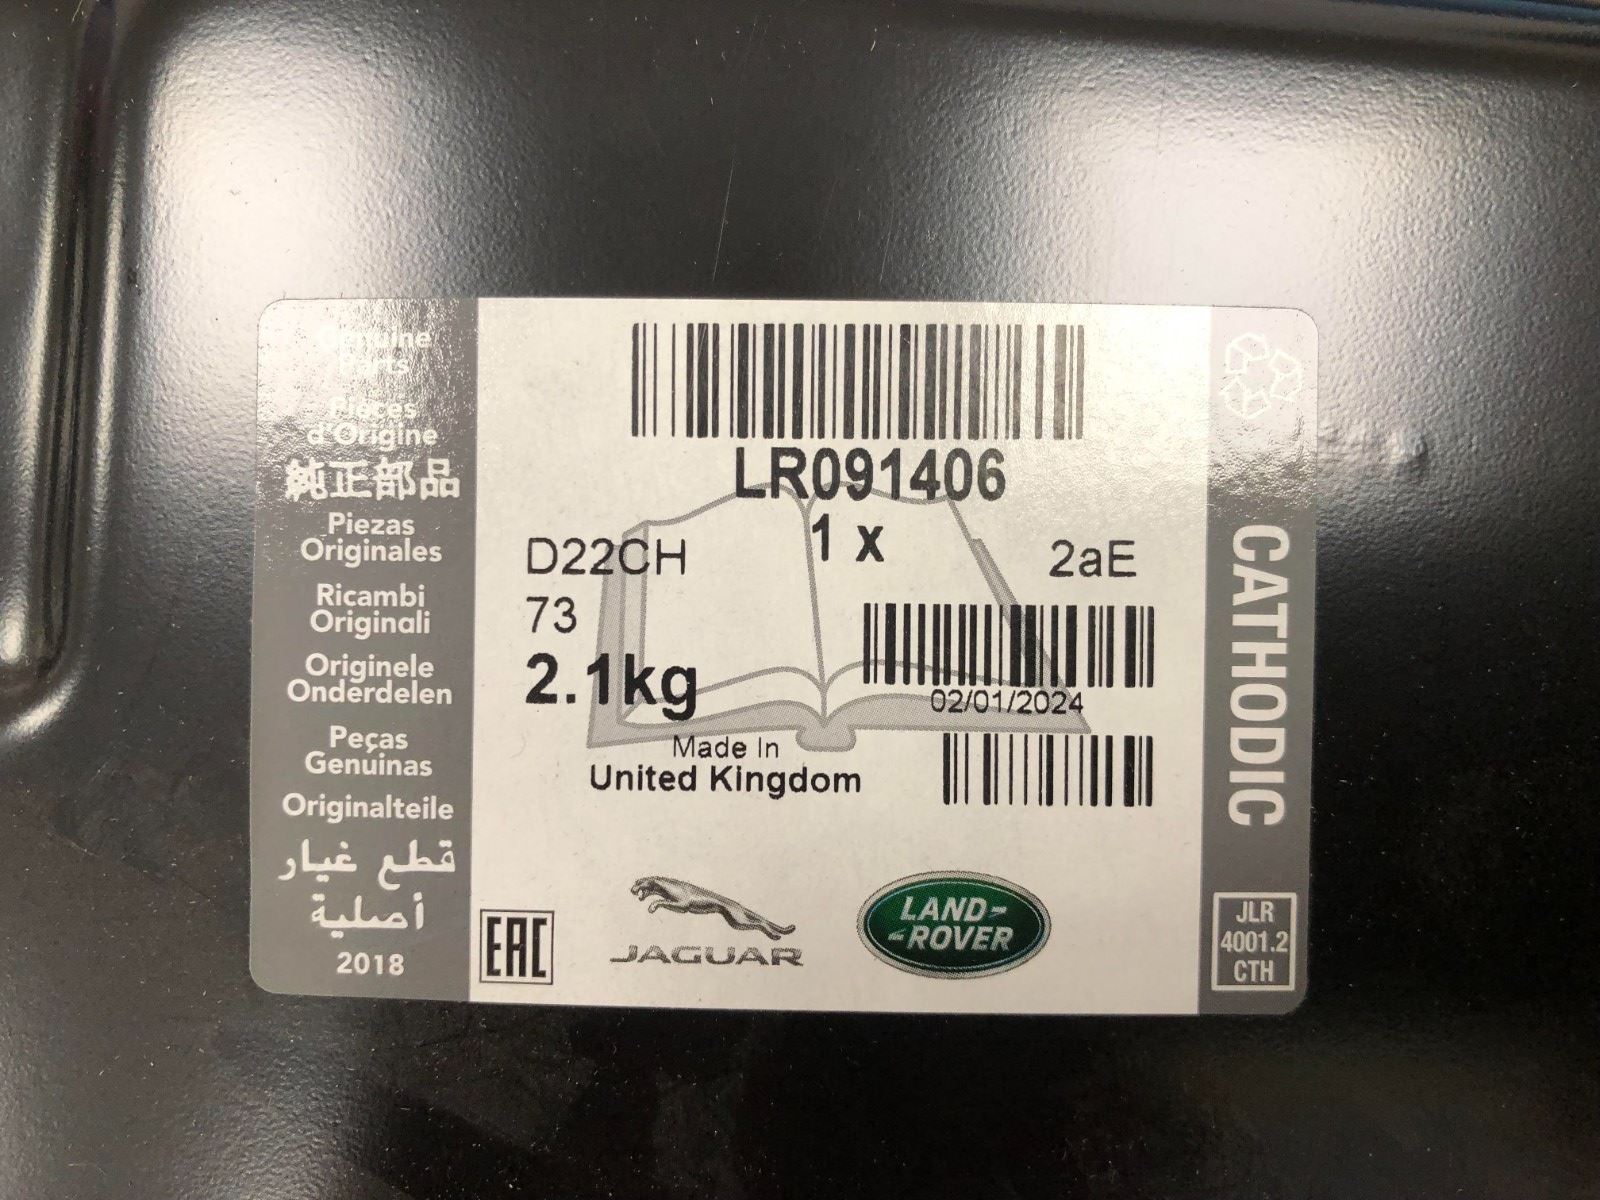 Genuine
Parts
Pièces
d'Origine
純正部品
Piezas
Originales
Ricambi
Originali
Originele
Onderdelen
Peças
Genuinas
Originalteile
قطع غيار
أصلية
2018
LR091406
1 x
D22CH
2aE
73
2.1kg
02/01/2024
Made In
United Kingdom
EAC
JAGUAR
LAND-
-ROVER
CATHODIC
JLR
4001.2
CTH